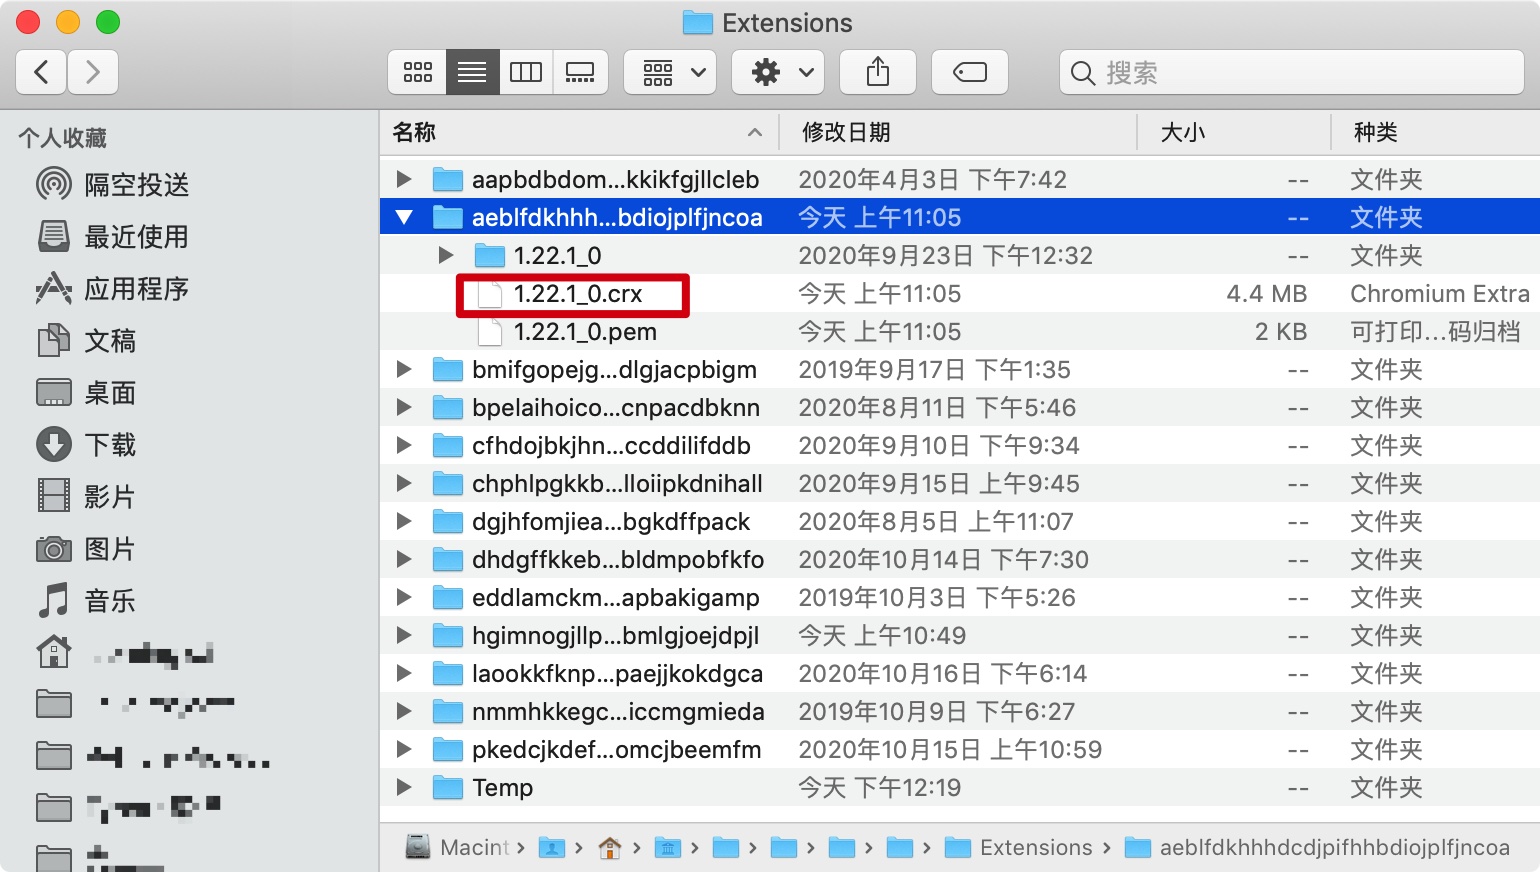 Extensions
搜索
个人收藏
隔空投送
最近使用
应用程序
文稿
桌面
下载
影片
图片
音乐
名称 修改日期 大小 种类
aapbdbdom...kkikfgjllcleb 2020年4月3日 下午7:42 -- 文件夹
aeblfdkhhh...bdiojplfjncoa 今天 上午11:05 -- 文件夹
1.22.1_0 2020年9月23日 下午12:32 -- 文件夹
1.22.1_0.crx 今天 上午11:05 4.4 MB Chromium Extra
1.22.1_0.pem 今天 上午11:05 2 KB 可打印...码归档
bmifgopejg...dlgjacpbigm 2019年9月17日 下午1:35 -- 文件夹
bpelaihoico...cnpacdbknn 2020年8月11日 下午5:46 -- 文件夹
cfhdojbkjhn...ccddilifddb 2020年9月10日 下午9:34 -- 文件夹
chphlpgkkb...lloiipkdnihall 2020年9月15日 上午9:45 -- 文件夹
dgjhfomjiea...bgkdffpack 2020年8月5日 上午11:07 -- 文件夹
dhdgffkkeb...bldmpobfkfo 2020年10月14日 下午7:30 -- 文件夹
eddlamckm...apbakigamp 2019年10月3日 下午5:26 -- 文件夹
hgimnogjllp...bmlgjoejdpjl 今天 上午10:49 -- 文件夹
laookkfknp...paejjkokdgca 2020年10月16日 下午6:14 -- 文件夹
nmmhkkegc...iccmgmieda 2019年10月9日 下午6:27 -- 文件夹
pkedcjkdef...omcjbeemfm 2020年10月15日 上午10:59 -- 文件夹
Temp 今天 下午12:19 -- 文件夹
Macint › › › › › › › › Extensions › aeblfdkhhhdcdjpifhhbdiojplfjncoa